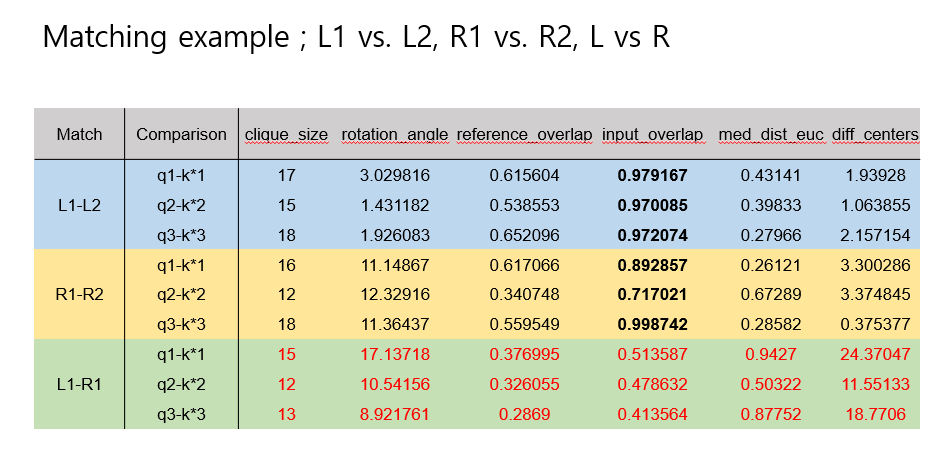 Matching example ; L1 vs. L2, R1 vs. R2, L vs R
Match Comparison clique_size rotation_angle reference_overlap input_overlap med_dist_euc diff_centers
q1-k*1 17 3.029816 0.615604 0.979167 0.43141 1.93928
L1-L2 q2-k*2 15 1.431182 0.538553 0.970085 0.39833 1.063855
q3-k*3 18 1.926083 0.652096 0.972074 0.27966 2.157154
q1-k*1 16 11.14867 0.617066 0.892857 0.26121 3.300286
R1-R2 q2-k*2 12 12.32916 0.340748 0.717021 0.67289 3.374845
q3-k*3 18 11.36437 0.559549 0.998742 0.28582 0.375377
q1-k*1 15 17.13718 0.376995 0.513587 0.9427 24.37047
L1-R1 q2-k*2 12 10.54156 0.326055 0.478632 0.50322 11.55133
q3-k*3 13 8.921761 0.2869 0.413564 0.87752 18.7706